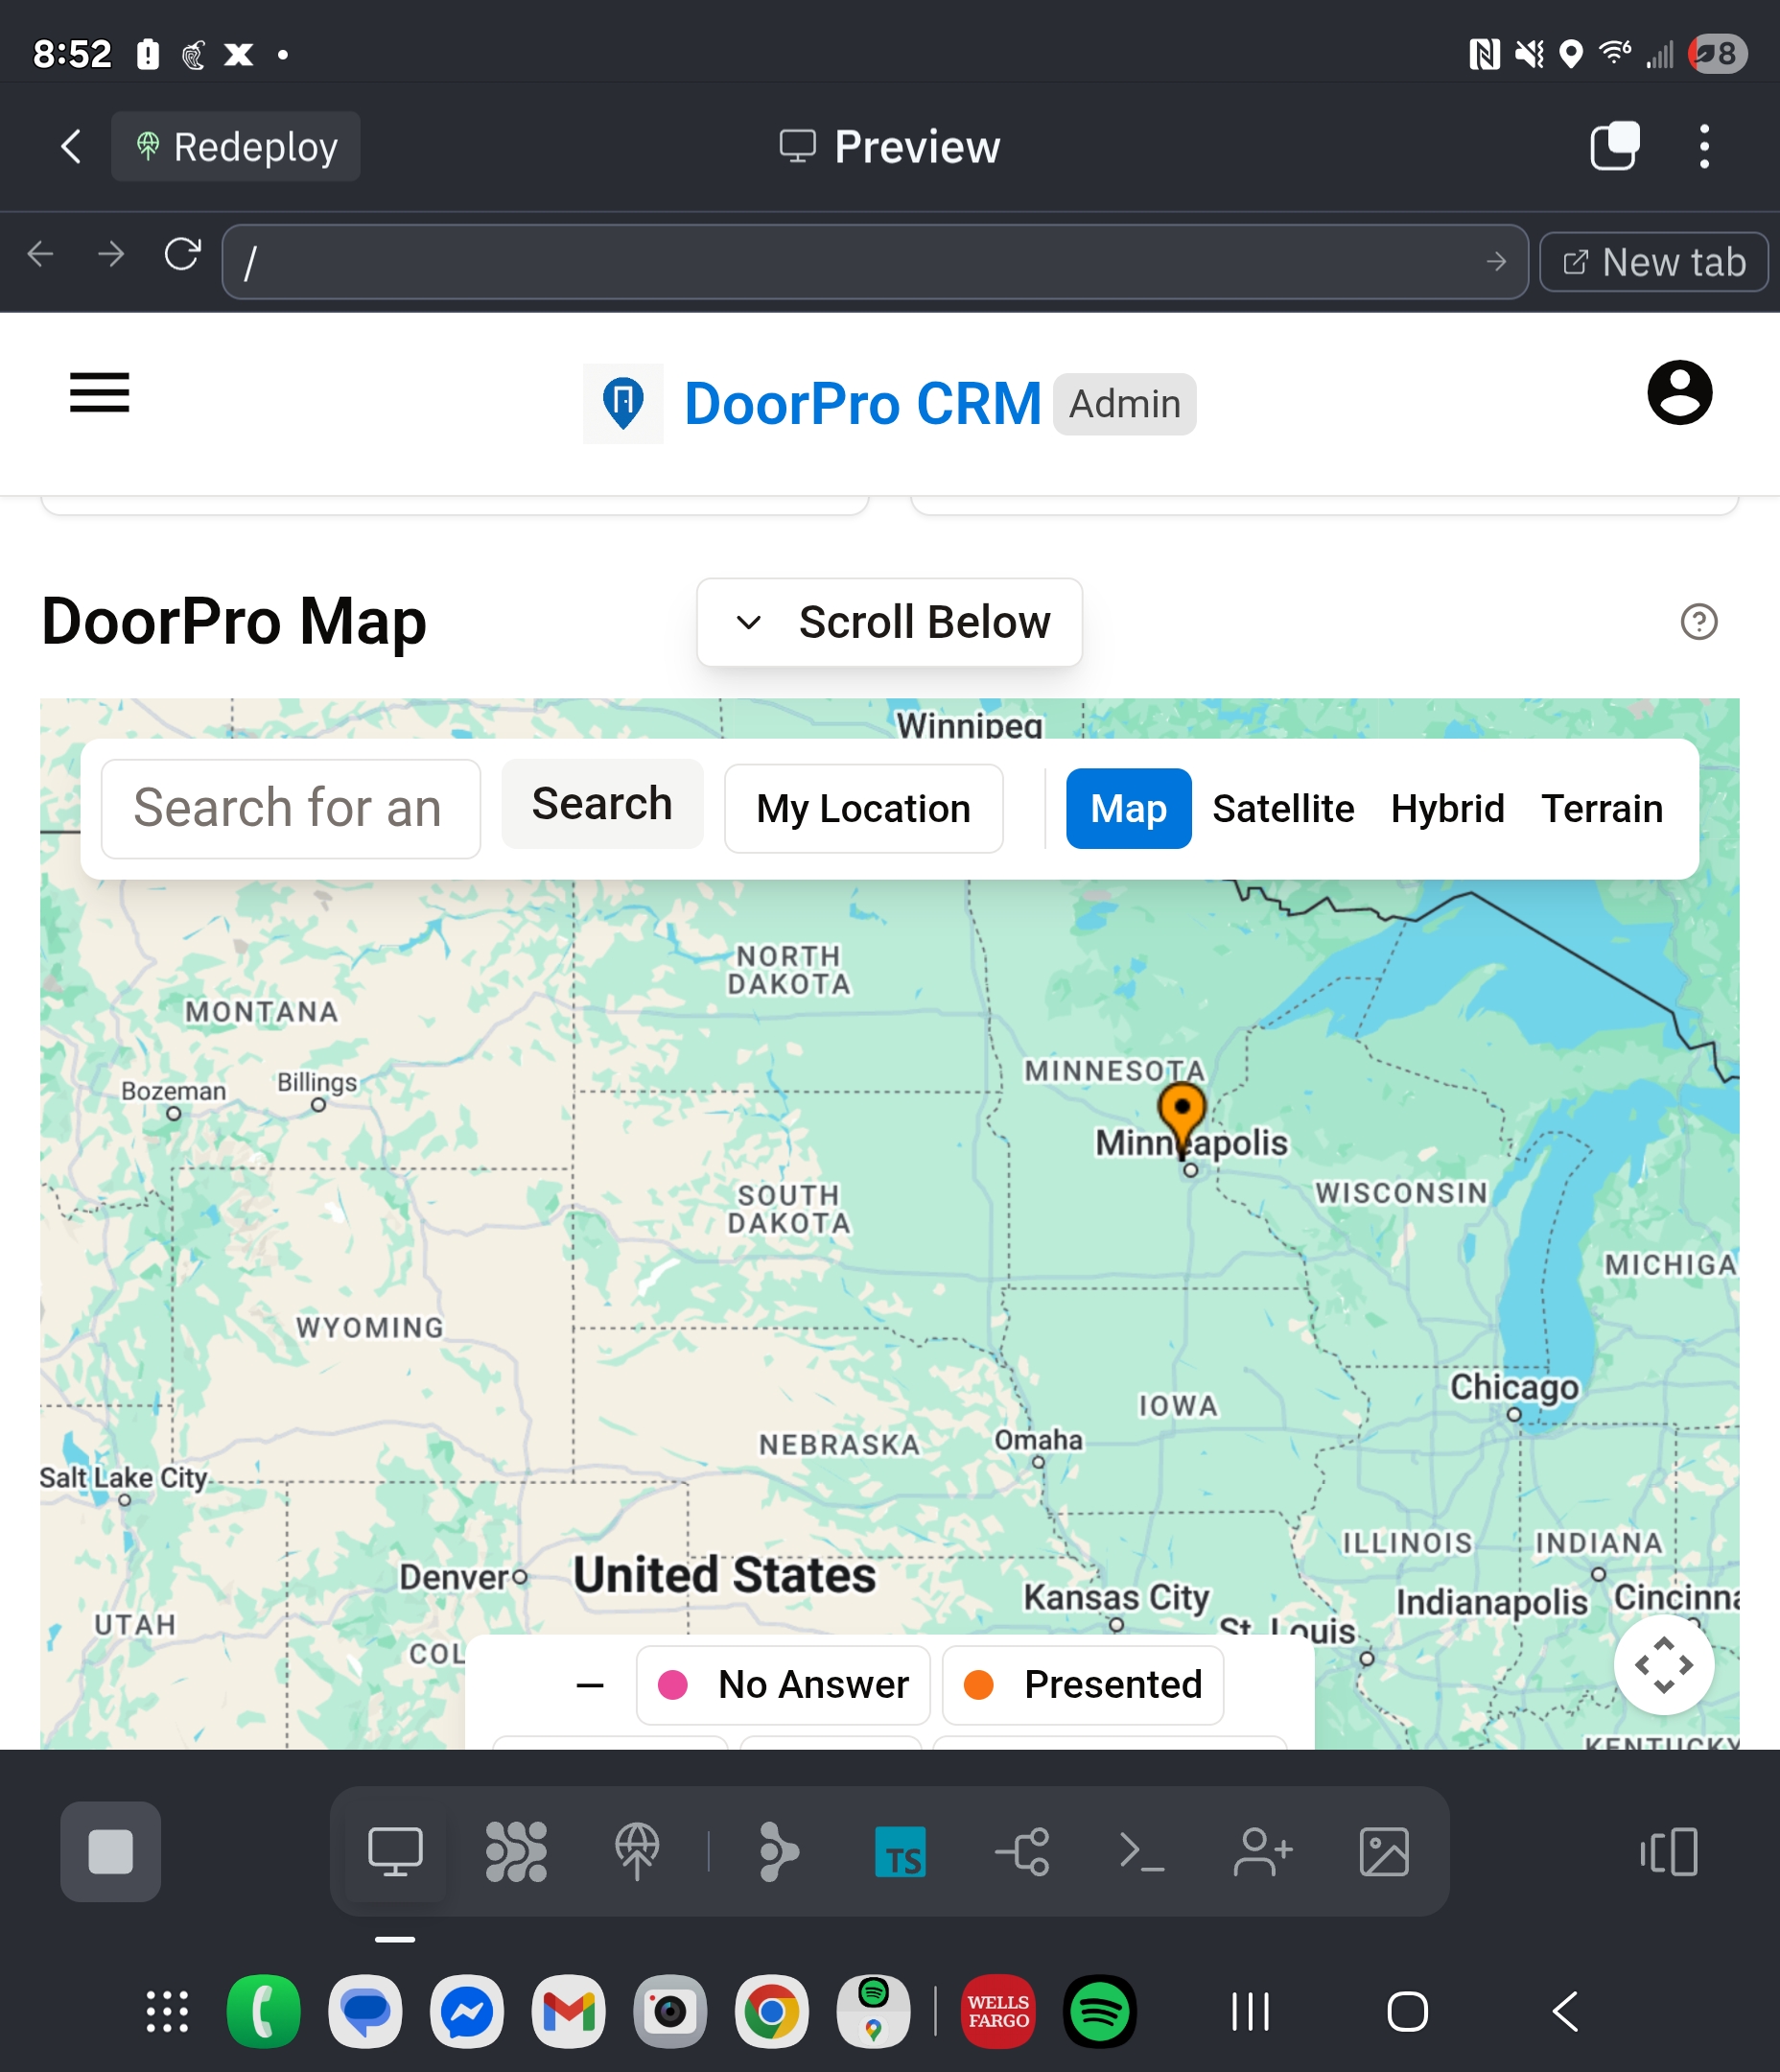 8:52
8
Redeploy
Preview
/
New tab
DoorPro CRM
Admin
DoorPro Map
Scroll Below
Winnipeg
Search for an
Search
My Location
Map
Satellite
Hybrid
Terrain
NORTH
DAKOTA
MONTANA
MINNESOTA
Billings
Bozeman
Minneapolis
SOUTH
DAKOTA
WISCONSIN
MICHIGA
WYOMING
Chicago
IOWA
NEBRASKA
Omaha
Salt Lake City
ILLINOIS
INDIANA
Denver
United States
Kansas City
Indianapolis
Cincinna
UTAH
St. Louis
COL
No Answer
Presented
KENTUCKY
TS
WELLS
FARGO